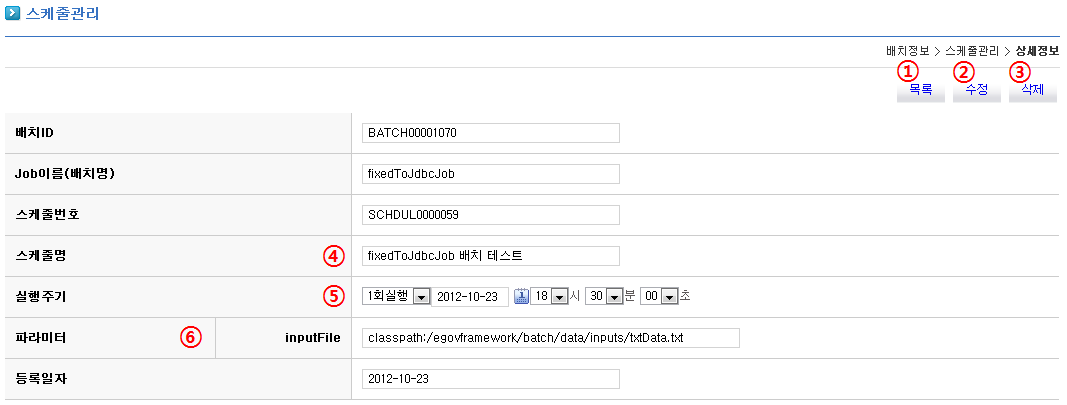 스케줄관리
배치정보 > 스케줄관리 > 상세정보
① ② ③
목록 수정 삭제
배치ID BATCH00001070
Job이름(배치명) fixedToJdbcJob
스케줄번호 SCHDUL0000059
스케줄명 ④ fixedToJdbcJob 배치 테스트
실행주기 ⑤ 1회실행 2012-10-23 18 시 30 분 00 초
파라미터 ⑥ inputFile classpath:/egovframework/batch/data/inputs/txtData.txt
등록일자 2012-10-23